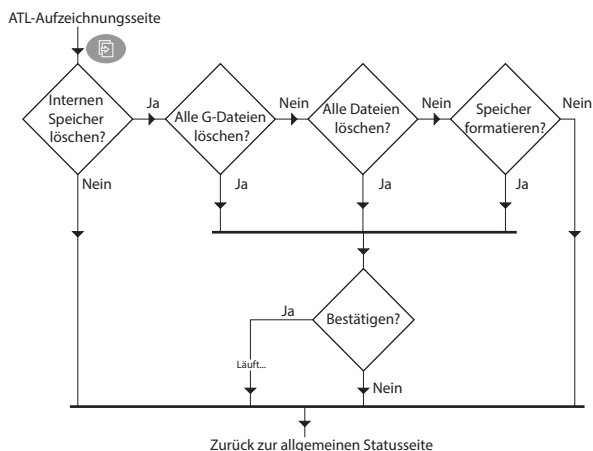 ATL-Aufzeichnungsseite
Internen
Speicher
löschen?
Ja
Alle G-Dateien
löschen?
Nein
Alle Dateien
löschen?
Nein
Speicher
formatieren?
Nein
Nein
Ja
Ja
Ja
Ja
Bestätigen?
Läuft...
Nein
Zurück zur allgemeinen Statusseite